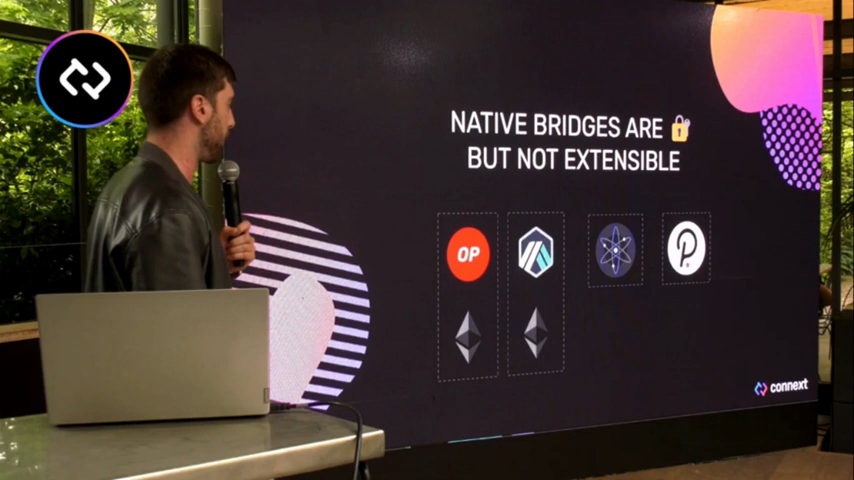 NATIVE BRIDGES ARE 🔐
BUT NOT EXTENSIBLE
OP
connext